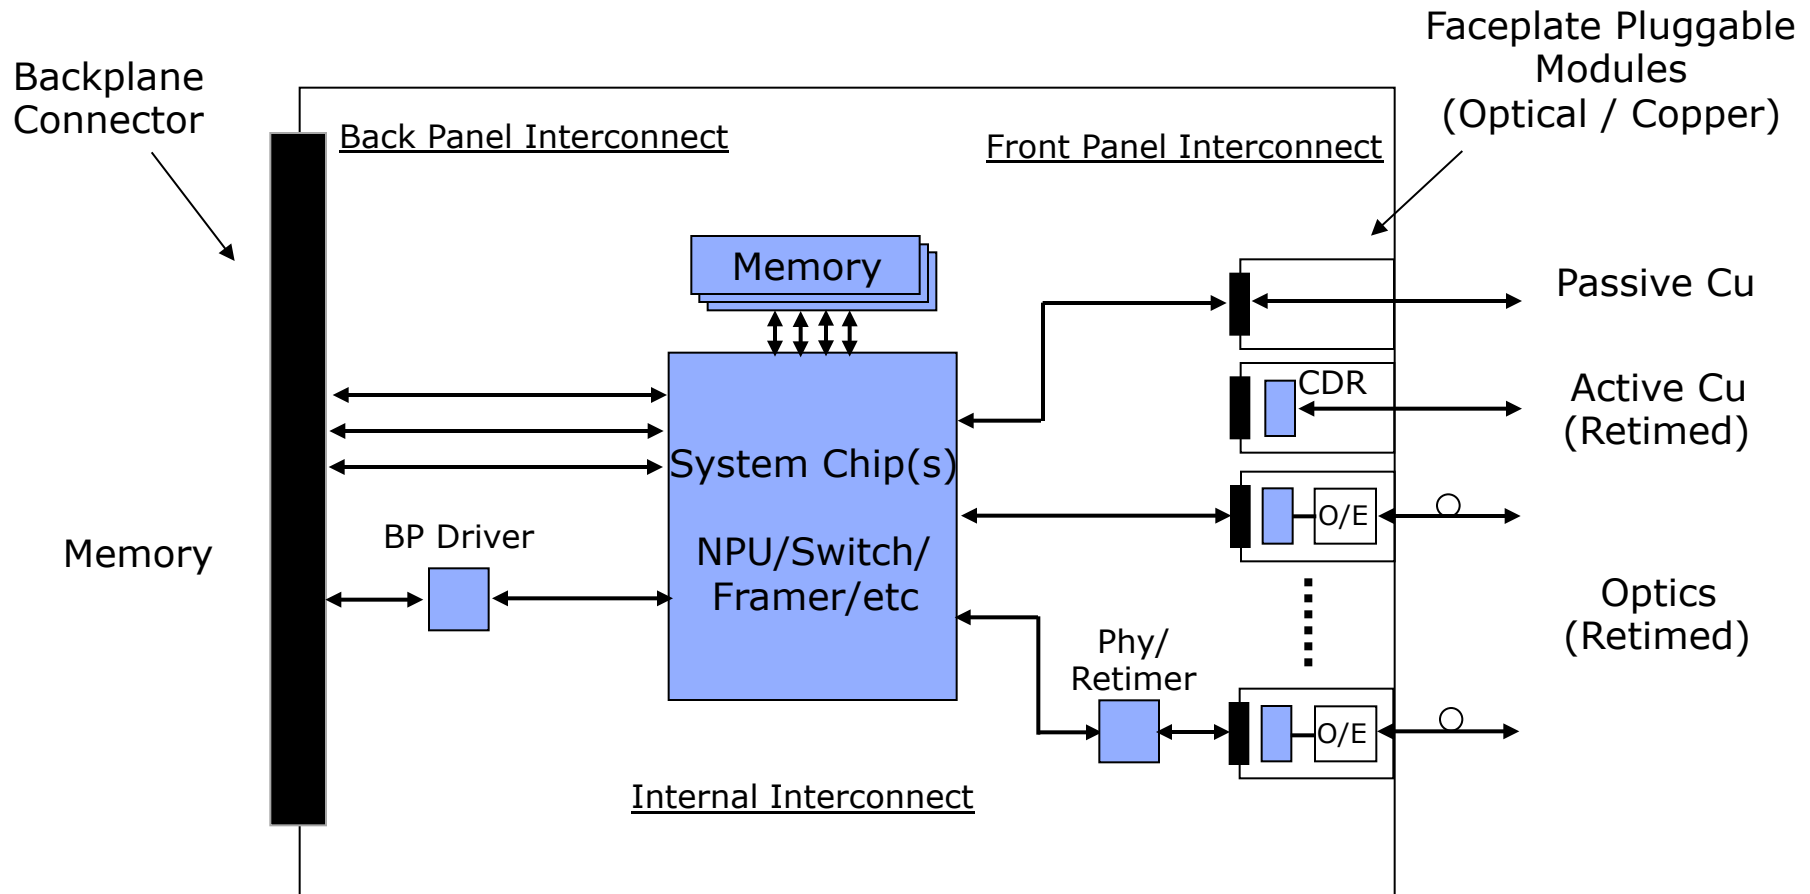 Faceplate Pluggable
Modules
(Optical / Copper)
Backplane
Connector
Back Panel Interconnect
Front Panel Interconnect
Memory
Passive Cu
CDR
Active Cu
(Retimed)
System Chip(s)
NPU/Switch/
Framer/etc
O/E
BP Driver
Memory
Optics
(Retimed)
Phy/
Retimer
O/E
Internal Interconnect